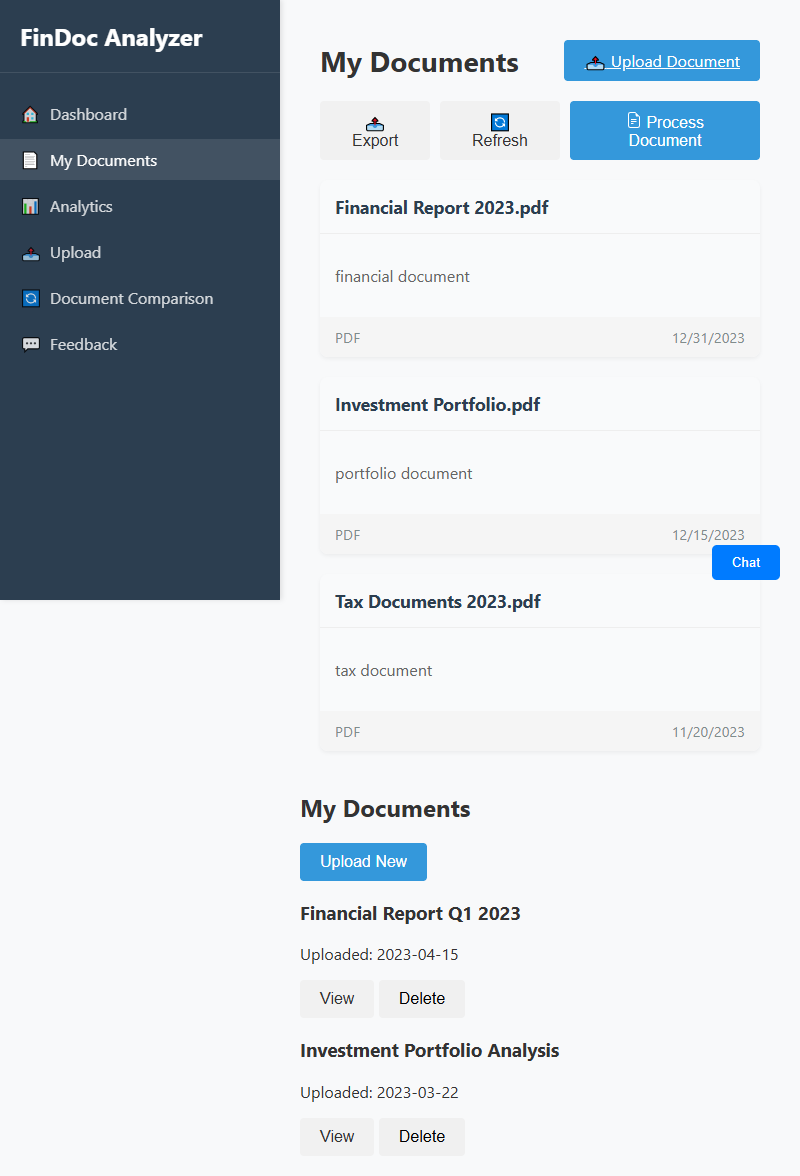 FinDoc Analyzer
Dashboard
My Documents
Analytics
Upload
Document Comparison
Feedback
My Documents
Upload Document
Export
Refresh
Process
Document
Financial Report 2023.pdf
financial document
PDF 12/31/2023
Investment Portfolio.pdf
portfolio document
PDF 12/15/2023
Chat
Tax Documents 2023.pdf
tax document
PDF 11/20/2023
My Documents
Upload New
Financial Report Q1 2023
Uploaded: 2023-04-15
View Delete
Investment Portfolio Analysis
Uploaded: 2023-03-22
View Delete